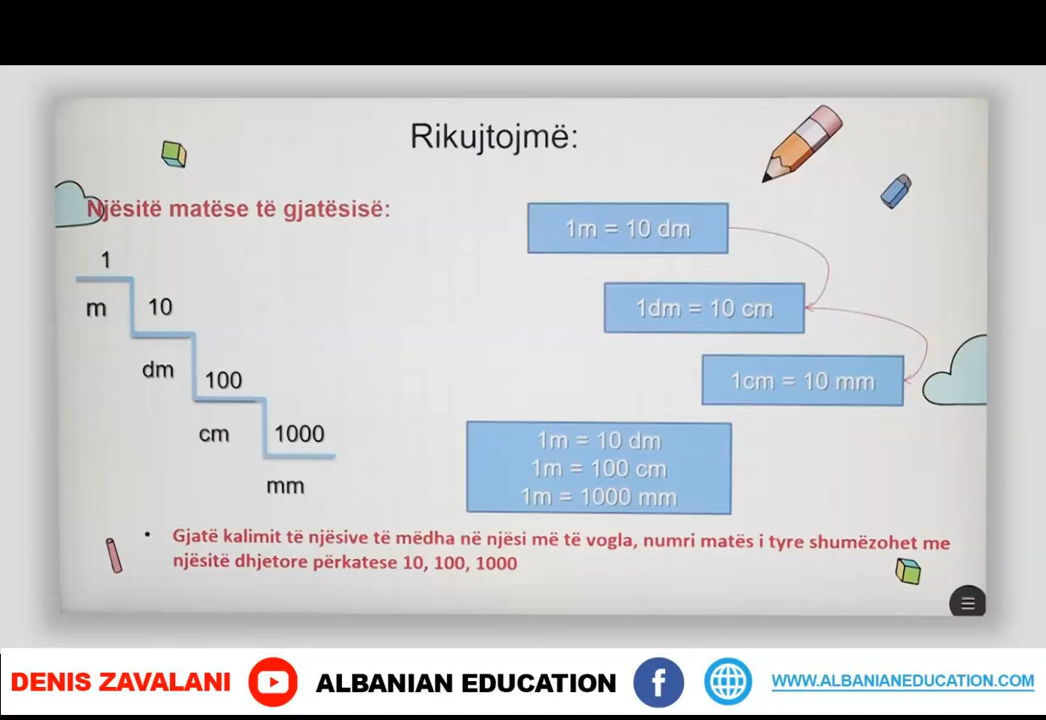 Rikujtojmë:
Njësitë matëse të gjatësisë:
1
m
10
dm
100
cm
1000
mm
1m = 10 dm
1dm = 10 cm
1cm = 10 mm
1m = 10 dm
1m = 100 cm
1m = 1000 mm
• Gjatë kalimit të njësive të mëdha në njësi më të vogla, numri matës i tyre shumëzohet me
njësitë dhjetore përkatese 10, 100, 1000
DENIS ZAVALANI ALBANIAN EDUCATION f WWW.ALBANIANEDUCATION.COM